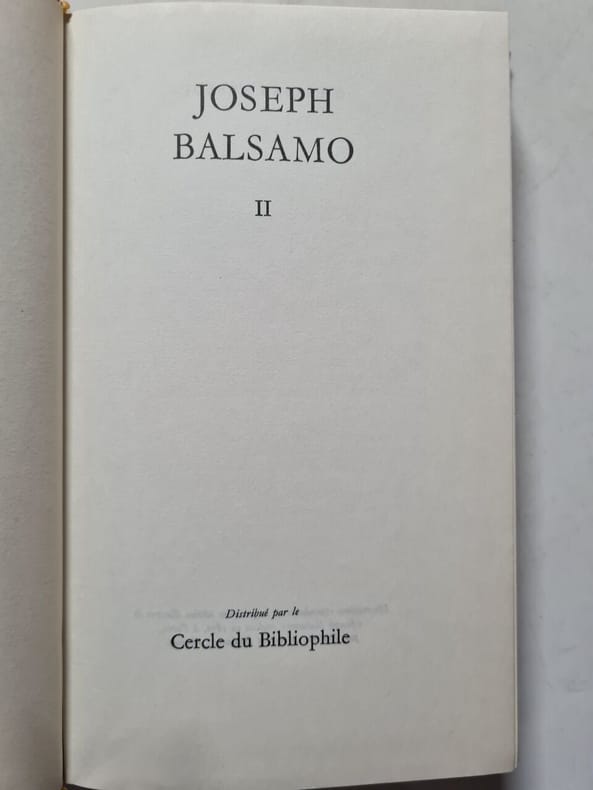 JOSEPH
BALSAMO
II
Distribué par le
Cercle du Bibliophile